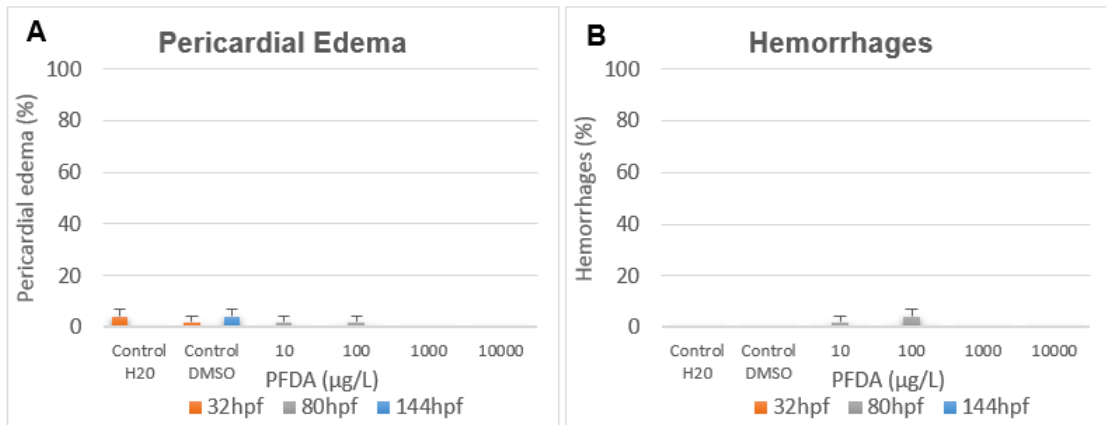 A
Pericardial Edema
Pericardial edema (%)
100
80
60
40
20
0
Control H20
Control DMSO
10
100
1000
10000
PFDA (µg/L)
32hpf
80hpf
144hpf
B
Hemorrhages
Hemorrhages (%)
100
80
60
40
20
0
Control H20
Control DMSO
10
100
1000
10000
PFDA (µg/L)
32hpf
80hpf
144hpf